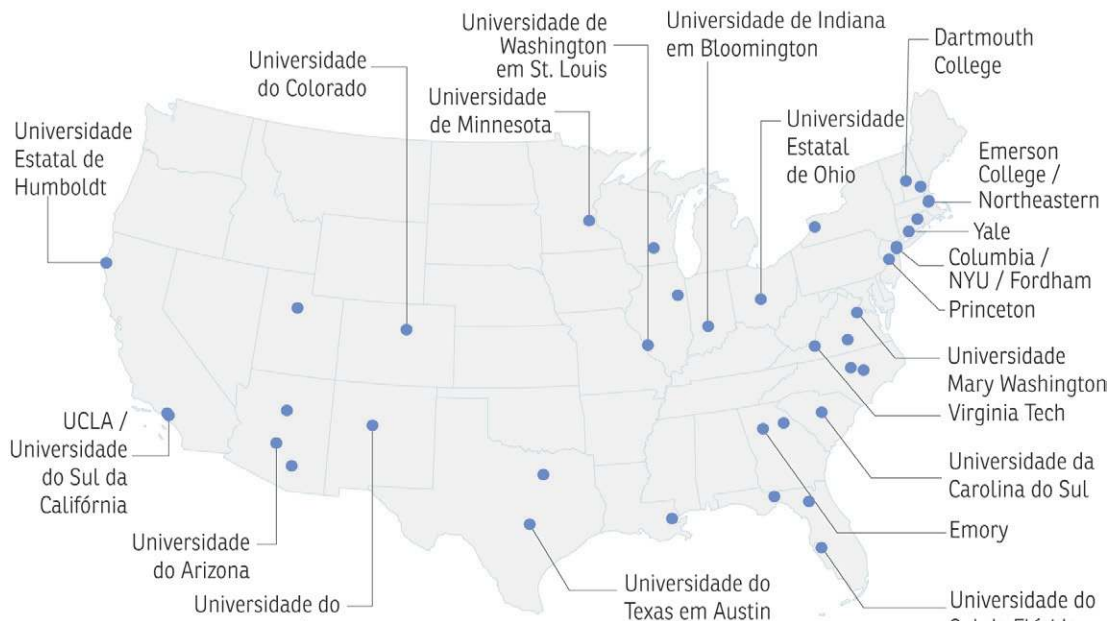 Universidade de
Washington
em St. Louis
Universidade de Indiana
em Bloomington
Dartmouth
College
Universidade
do Colorado
Universidade
de Minnesota
Universidade
Estatal
de Ohio
Universidade
Estatal de
Humboldt
Emerson
College /
Northeastern
Yale
Columbia /
NYU / Fordham
Princeton
Universidade
Mary Washington
Virginia Tech
UCLA /
Universidade
do Sul da
Califórnia
Universidade da
Carolina do Sul
Emory
Universidade
do Arizona
Universidade do
Universidade do
Texas em Austin
Universidade do